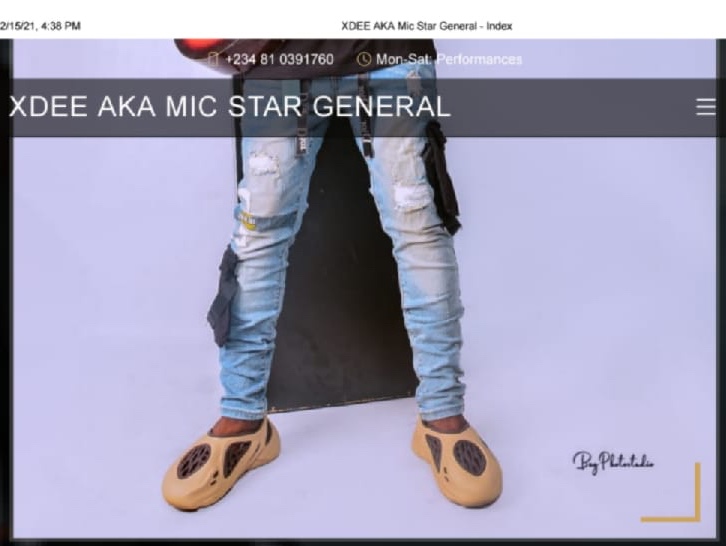 2/15/21, 4:38 PM XDEE AKA Mic Star General - Index
+234 81 0391760 Mon-Sat: Performances
XDEE AKA MIC STAR GENERAL
Bog Photostudio